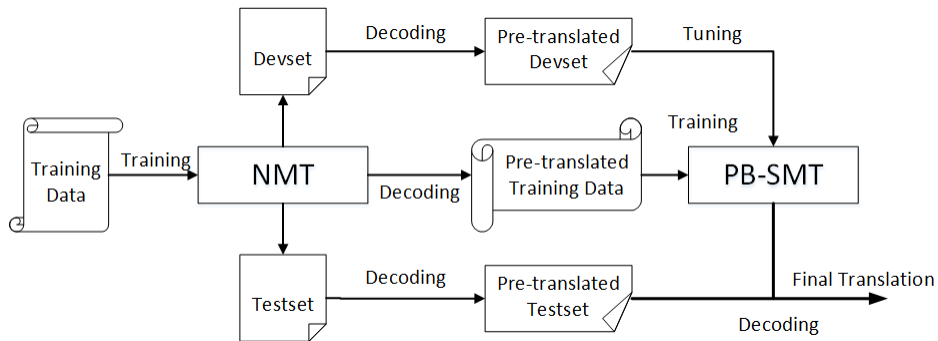 Devset
Decoding
Pre-translated
Devset
Tuning
Training
Data
Training
NMT
Decoding
Pre-translated
Training Data
Training
PB-SMT
Testset
Decoding
Pre-translated
Testset
Final Translation
Decoding